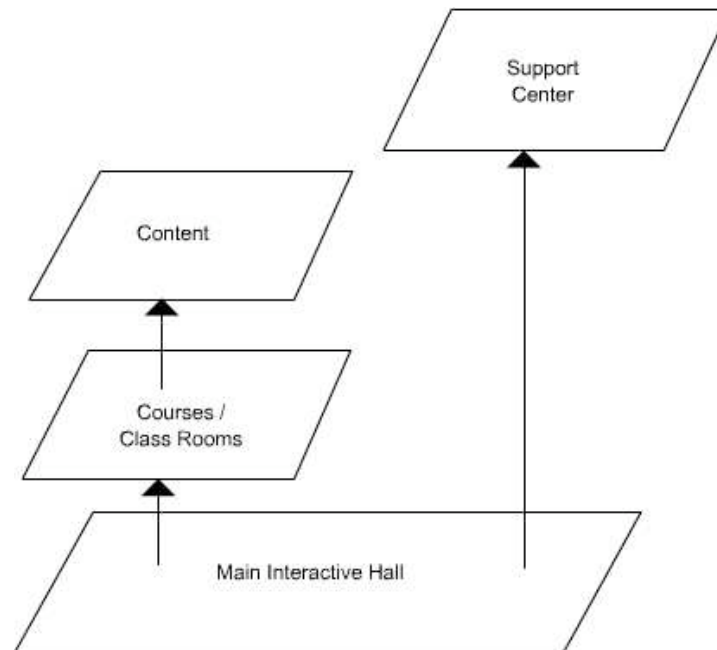 Support
Center
Content
Courses /
Class Rooms
Main Interactive Hall